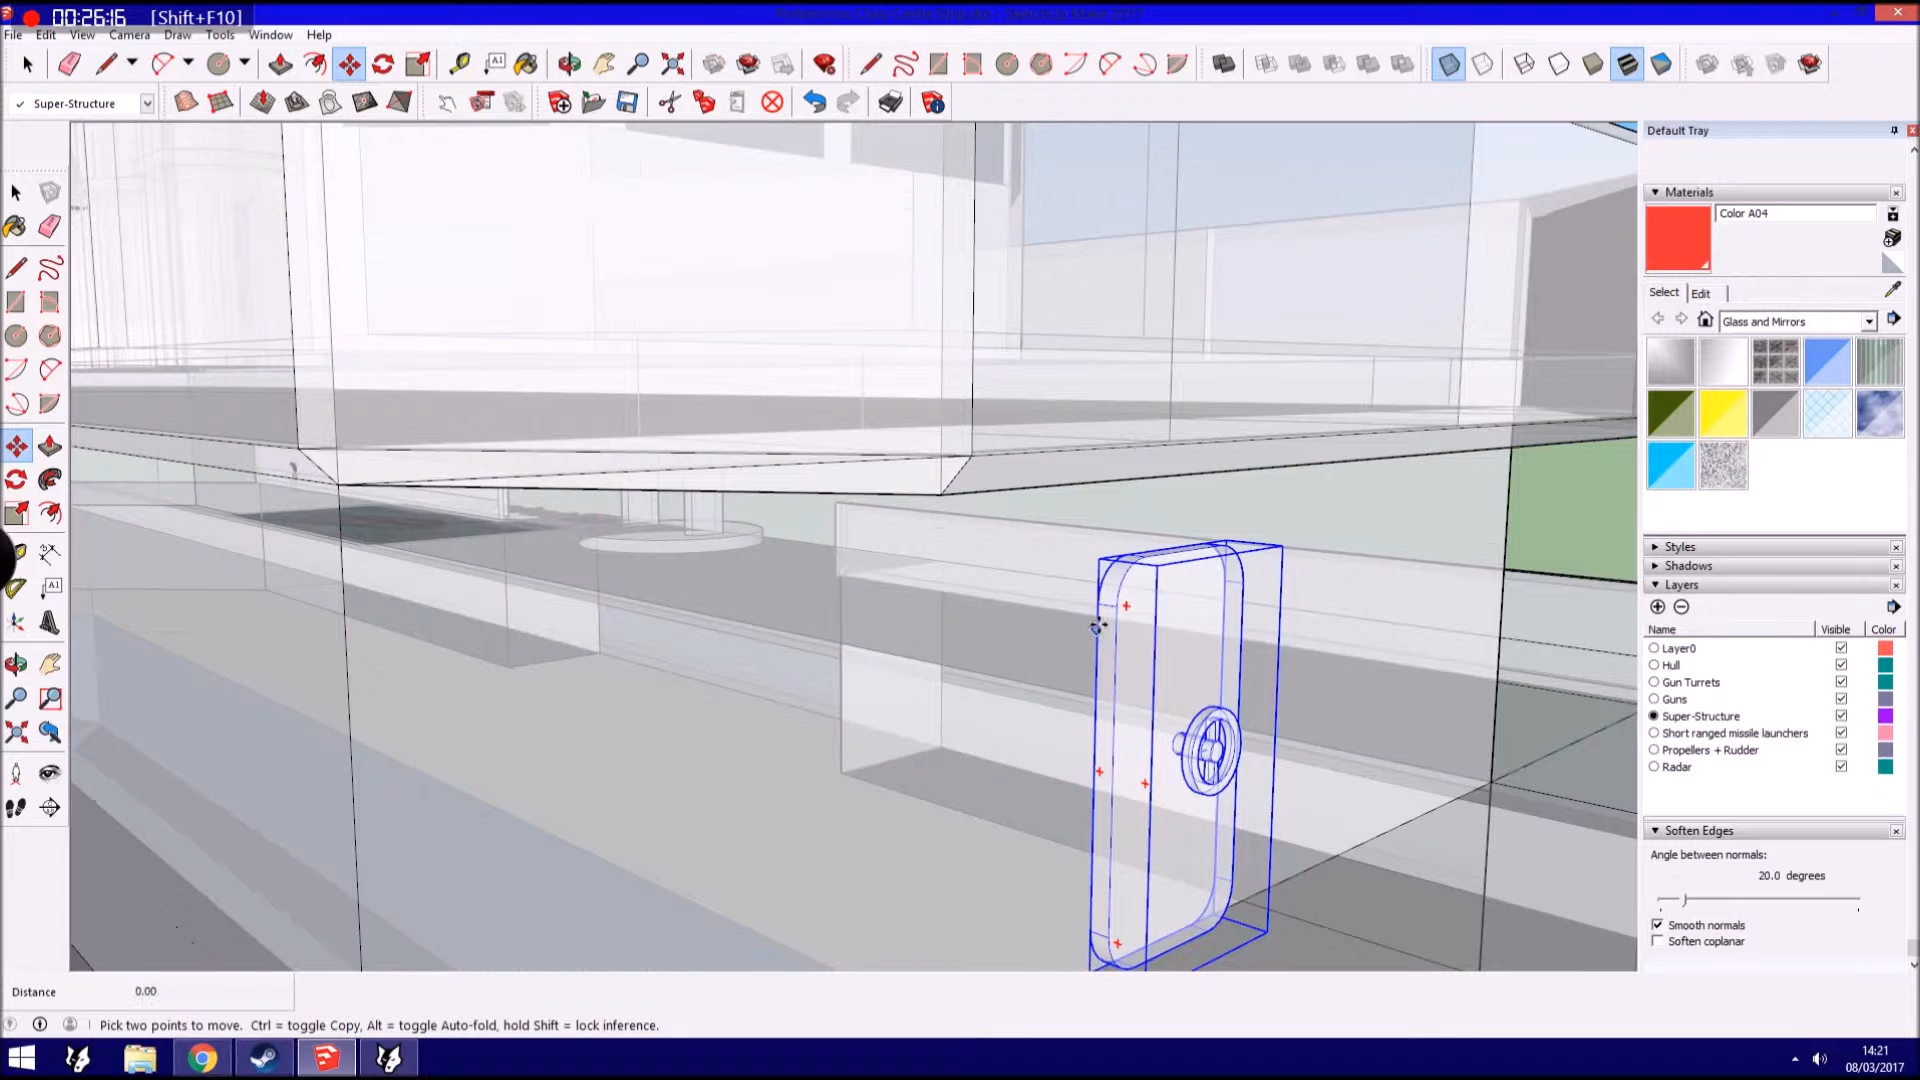 00:26:16 [Shift+F10]
File Edit View Camera Draw Tools Window Help
A1
Super-Structure
Default Tray
Materials
Color A04
Select Edit
Glass and Mirrors
A1
Styles
Shadows
Layers
Name Visible Color
Layer0
Hull
Gun Turrets
Guns
Super-Structure
Short ranged missile launchers
Propellers + Rudder
Radar
Soften Edges
Angle between normals:
20.0 degrees
Smooth normals
Soften coplanar
Distance 0.00
Pick two points to move. Ctrl = toggle Copy, Alt = toggle Auto-fold, hold Shift = lock inference.
14:21
08/03/2017